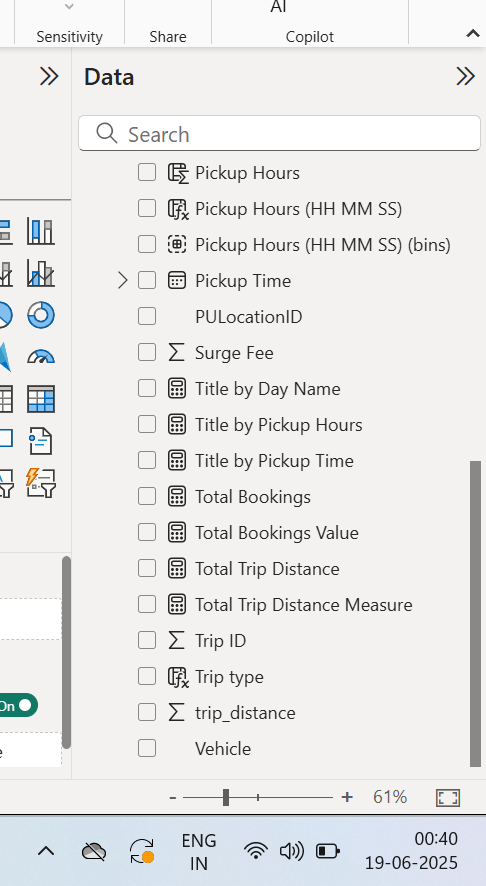 AI
Sensitivity
Share
Copilot
Data
Search
Pickup Hours
Pickup Hours (HH MM SS)
Pickup Hours (HH MM SS) (bins)
Pickup Time
PULocationID
Surge Fee
Title by Day Name
Title by Pickup Hours
Title by Pickup Time
Total Bookings
Total Bookings Value
Total Trip Distance
Total Trip Distance Measure
Trip ID
Trip type
trip_distance
Vehicle
On
e
- + 61%
ENG
IN
00:40
19-06-2025